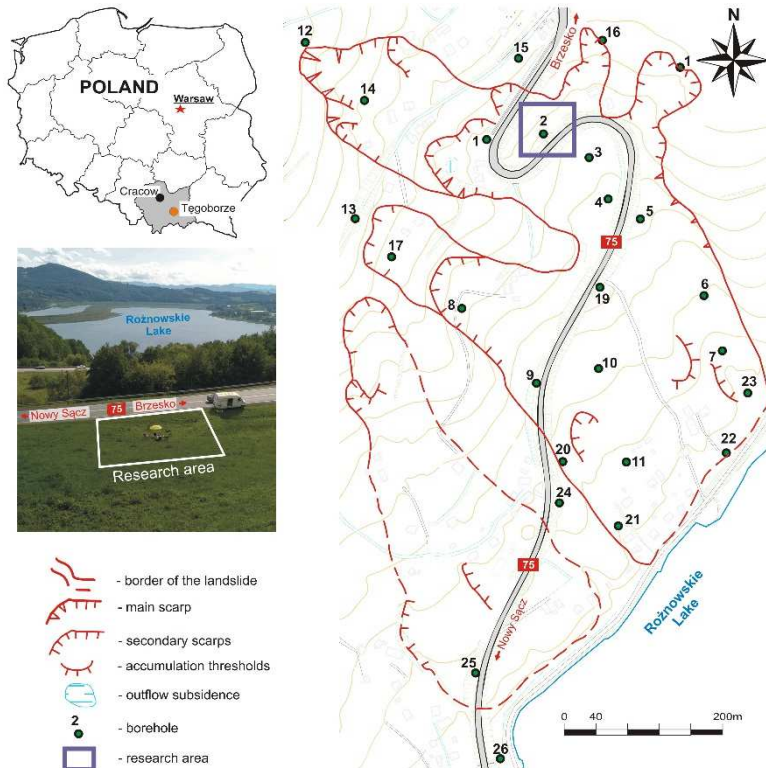 POLAND
Warsaw
Cracow
Tęgoborze
Rożnowskie
Lake
Nowy Sącz
75
Brzesko
Research area
- border of the landslide
- main scarp
- secondary scarps
- accumulation thresholds
- outflow subsidence
2
- borehole
- research area
N
Brzesko
12
15
16
1
14
1
2
3
4
5
13
75
17
6
19
8
7
10
9
23
20
11
22
24
21
75
Nowy Sącz
Rożnowskie
Lake
25
26
0 40 200m